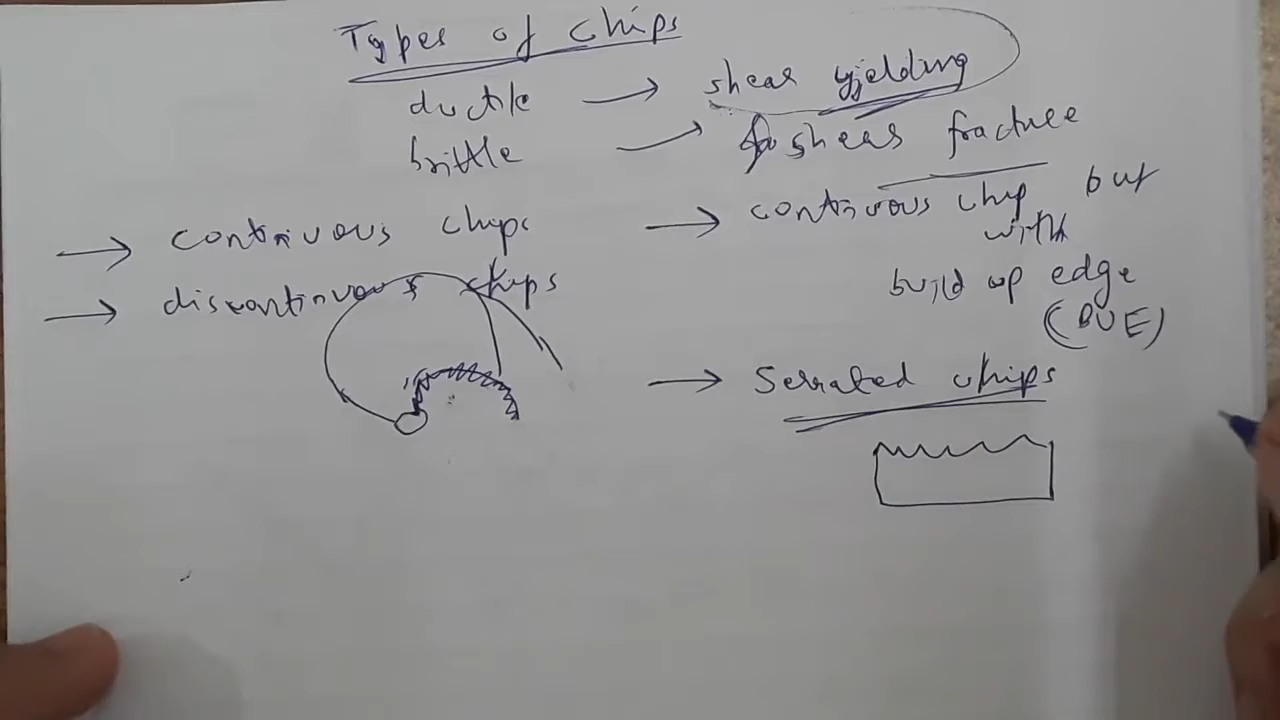 Types of chips
ductile → shear yielding
brittle → shear fracture
→ continuous chips
→ discontinuous chips
→ continuous chip but
with
build up edge
(BUE)
→ Serrated chips